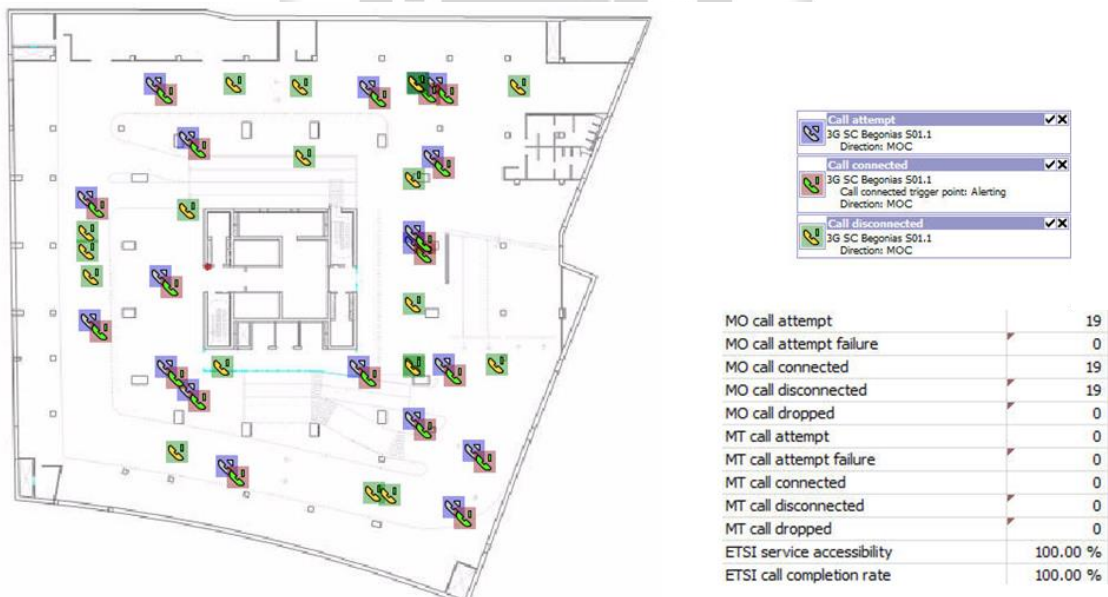 Call attempt
3G SC Begonias S01.1
Direction: MOC
Call connected
3G SC Begonias S01.1
Call connected trigger point: Alerting
Direction: MOC
Call disconnected
3G SC Begonias S01.1
Direction: MOC
MO call attempt 19
MO call attempt failure 0
MO call connected 19
MO call disconnected 19
MO call dropped 0
MT call attempt 0
MT call attempt failure 0
MT call connected 0
MT call disconnected 0
MT call dropped 0
ETSI service accessibility 100.00 %
ETSI call completion rate 100.00 %